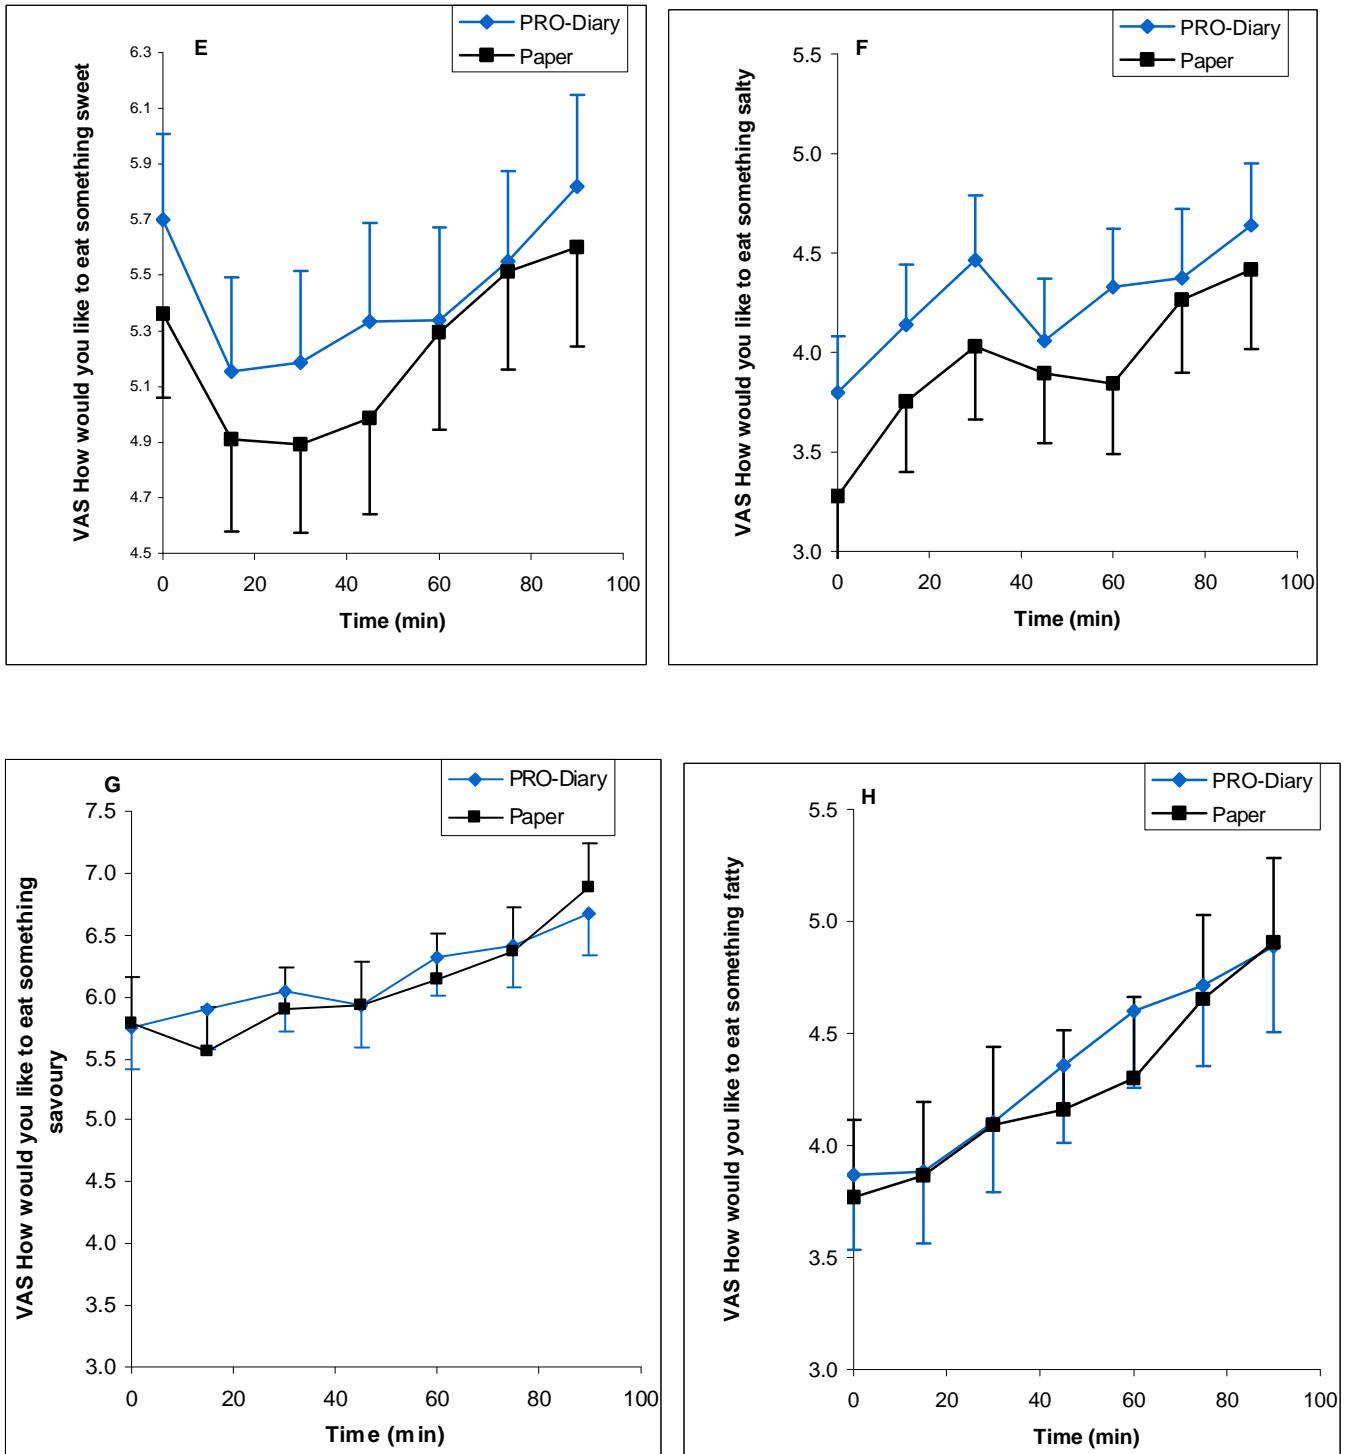 E
PRO-Diary
Paper
VAS How would you like to eat something sweet
6.3
6.1
5.9
5.7
5.5
5.3
5.1
4.9
4.7
4.5
0 20 40 60 80 100
Time (min)
F
PRO-Diary
Paper
VAS How would you like to eat something salty
5.5
5.0
4.5
4.0
3.5
3.0
0 20 40 60 80 100
Time (min)
G
PRO-Diary
Paper
VAS How would you like to eat something
savoury
7.5
7.0
6.5
6.0
5.5
5.0
4.5
4.0
3.5
3.0
0 20 40 60 80 100
Time (min)
H
PRO-Diary
Paper
VAS How would you like to eat something fatty
5.5
5.0
4.5
4.0
3.5
3.0
0 20 40 60 80 100
Time (min)